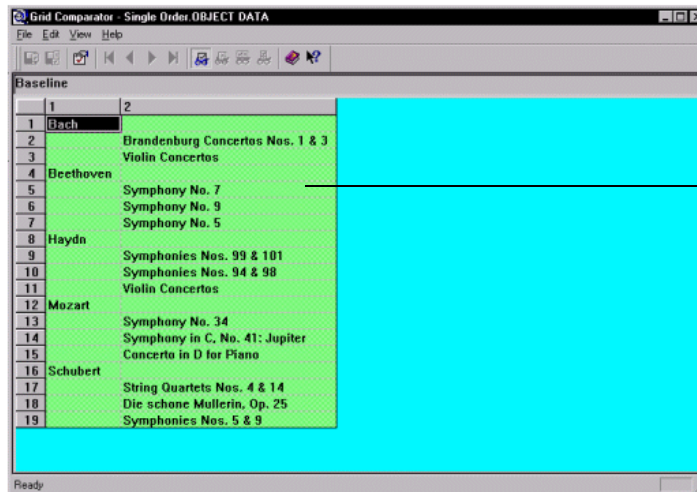 Grid Comparator - Single Order.OBJECT DATA
File Edit View Help
Baseline
1 2
1 Bach
2 Brandenburg Concertos Nos. 1 & 3
3 Violin Concertos
4 Beethoven
5 Symphony No. 7
6 Symphony No. 9
7 Symphony No. 5
8 Haydn
9 Symphonies Nos. 99 & 101
10 Symphonies Nos. 94 & 98
11 Violin Concertos
12 Mozart
13 Symphony No. 34
14 Symphony in C, No. 41: Jupiter
15 Concerto in D for Piano
16 Schubert
17 String Quartets Nos. 4 & 14
18 Die schone Mullerin, Op. 25
19 Symphonies Nos. 5 & 9
Ready